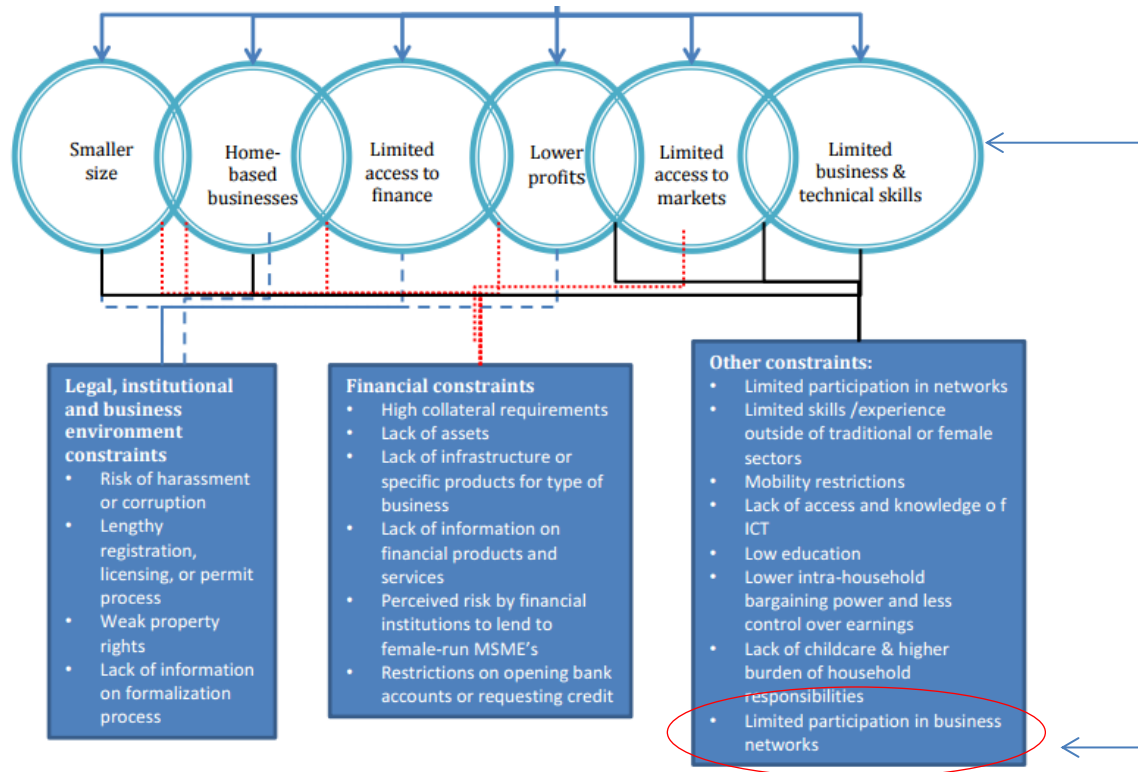 Smaller
size
Home-
based
businesses
Limited
access to
finance
Lower
profits
Limited
access to
markets
Limited
business &
technical skills
Legal, institutional
and business
environment
constraints
• Risk of harassment
or corruption
• Lengthy
registration,
licensing, or permit
process
• Weak property
rights
• Lack of information
on formalization
process
Financial constraints
• High collateral requirements
• Lack of assets
• Lack of infrastructure or
specific products for type of
business
• Lack of information on
financial products and
services
• Perceived risk by financial
institutions to lend to
female-run MSME’s
• Restrictions on opening bank
accounts or requesting credit
Other constraints:
• Limited participation in networks
• Limited skills /experience
outside of traditional or female
sectors
• Mobility restrictions
• Lack of access and knowledge o f
ICT
• Low education
• Lower intra-household
bargaining power and less
control over earnings
• Lack of childcare & higher
burden of household
responsibilities
• Limited participation in business
networks